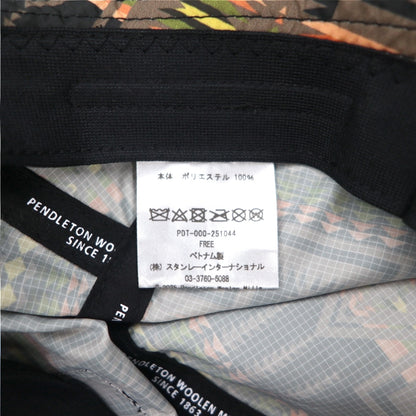 本体 ポリエステル 100%
PDT-000-251044
FREE
ベトナム製
(株) スタンレーインターナショナル
03-3760-5088
PENDLETON WOOLEN
SINCE 1
PENDLETON WOOLEN M
SINCE 1863